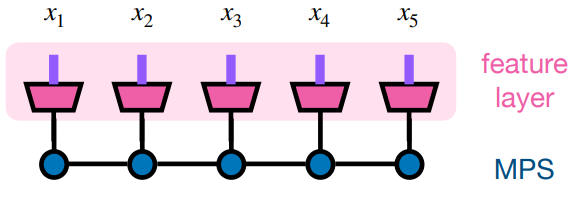 x₁ x₂ x₃ x₄ x₅
feature
layer
MPS